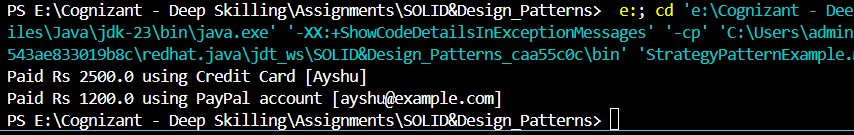 PS E:\Cognizant - Deep Skilling\Assignments\SOLID&Design_Patterns>  e:; cd 'e:\Cognizant - Dee
iles\Java\jdk-23\bin\java.exe' '-XX:+ShowCodeDetailsInExceptionMessages' '-cp' 'C:\Users\admin
543ae833019b8c\redhat.java\jdt_ws\SOLID&Design_Patterns_caa55c0c\bin' 'StrategyPatternExample.
Paid Rs 2500.0 using Credit Card [Ayshu]
Paid Rs 1200.0 using PayPal account [ayshu@example.com]
PS E:\Cognizant - Deep Skilling\Assignments\SOLID&Design_Patterns>